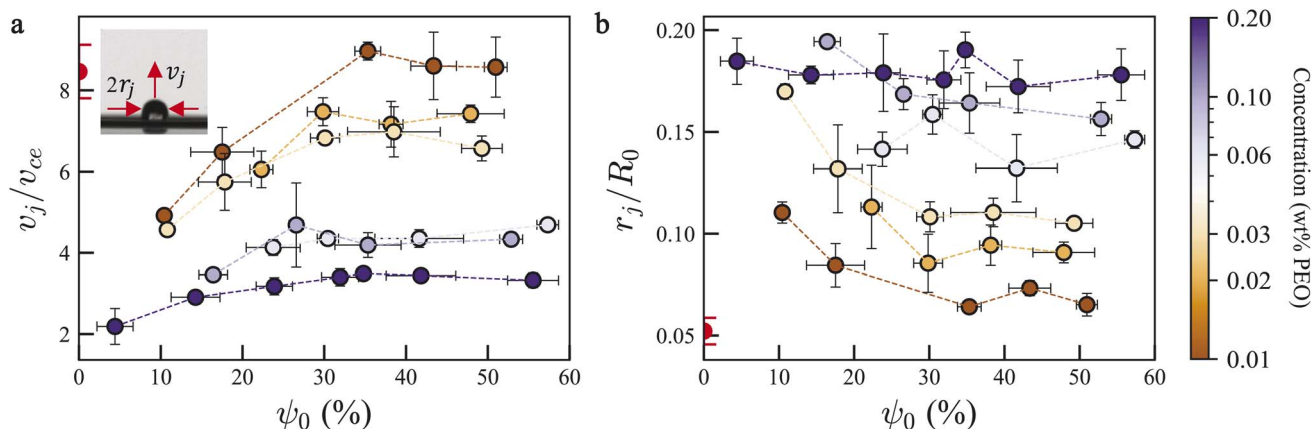 a
v_j/v_ce
8
6
4
2
2r_j
v_j
0 10 20 30 40 50 60
ψ_0 (%)
b
r_j/R_0
0.20
0.15
0.10
0.05
0 10 20 30 40 50 60
ψ_0 (%)
0.20
0.10
0.06
0.03
0.02
0.01
Concentration (wt% PEO)